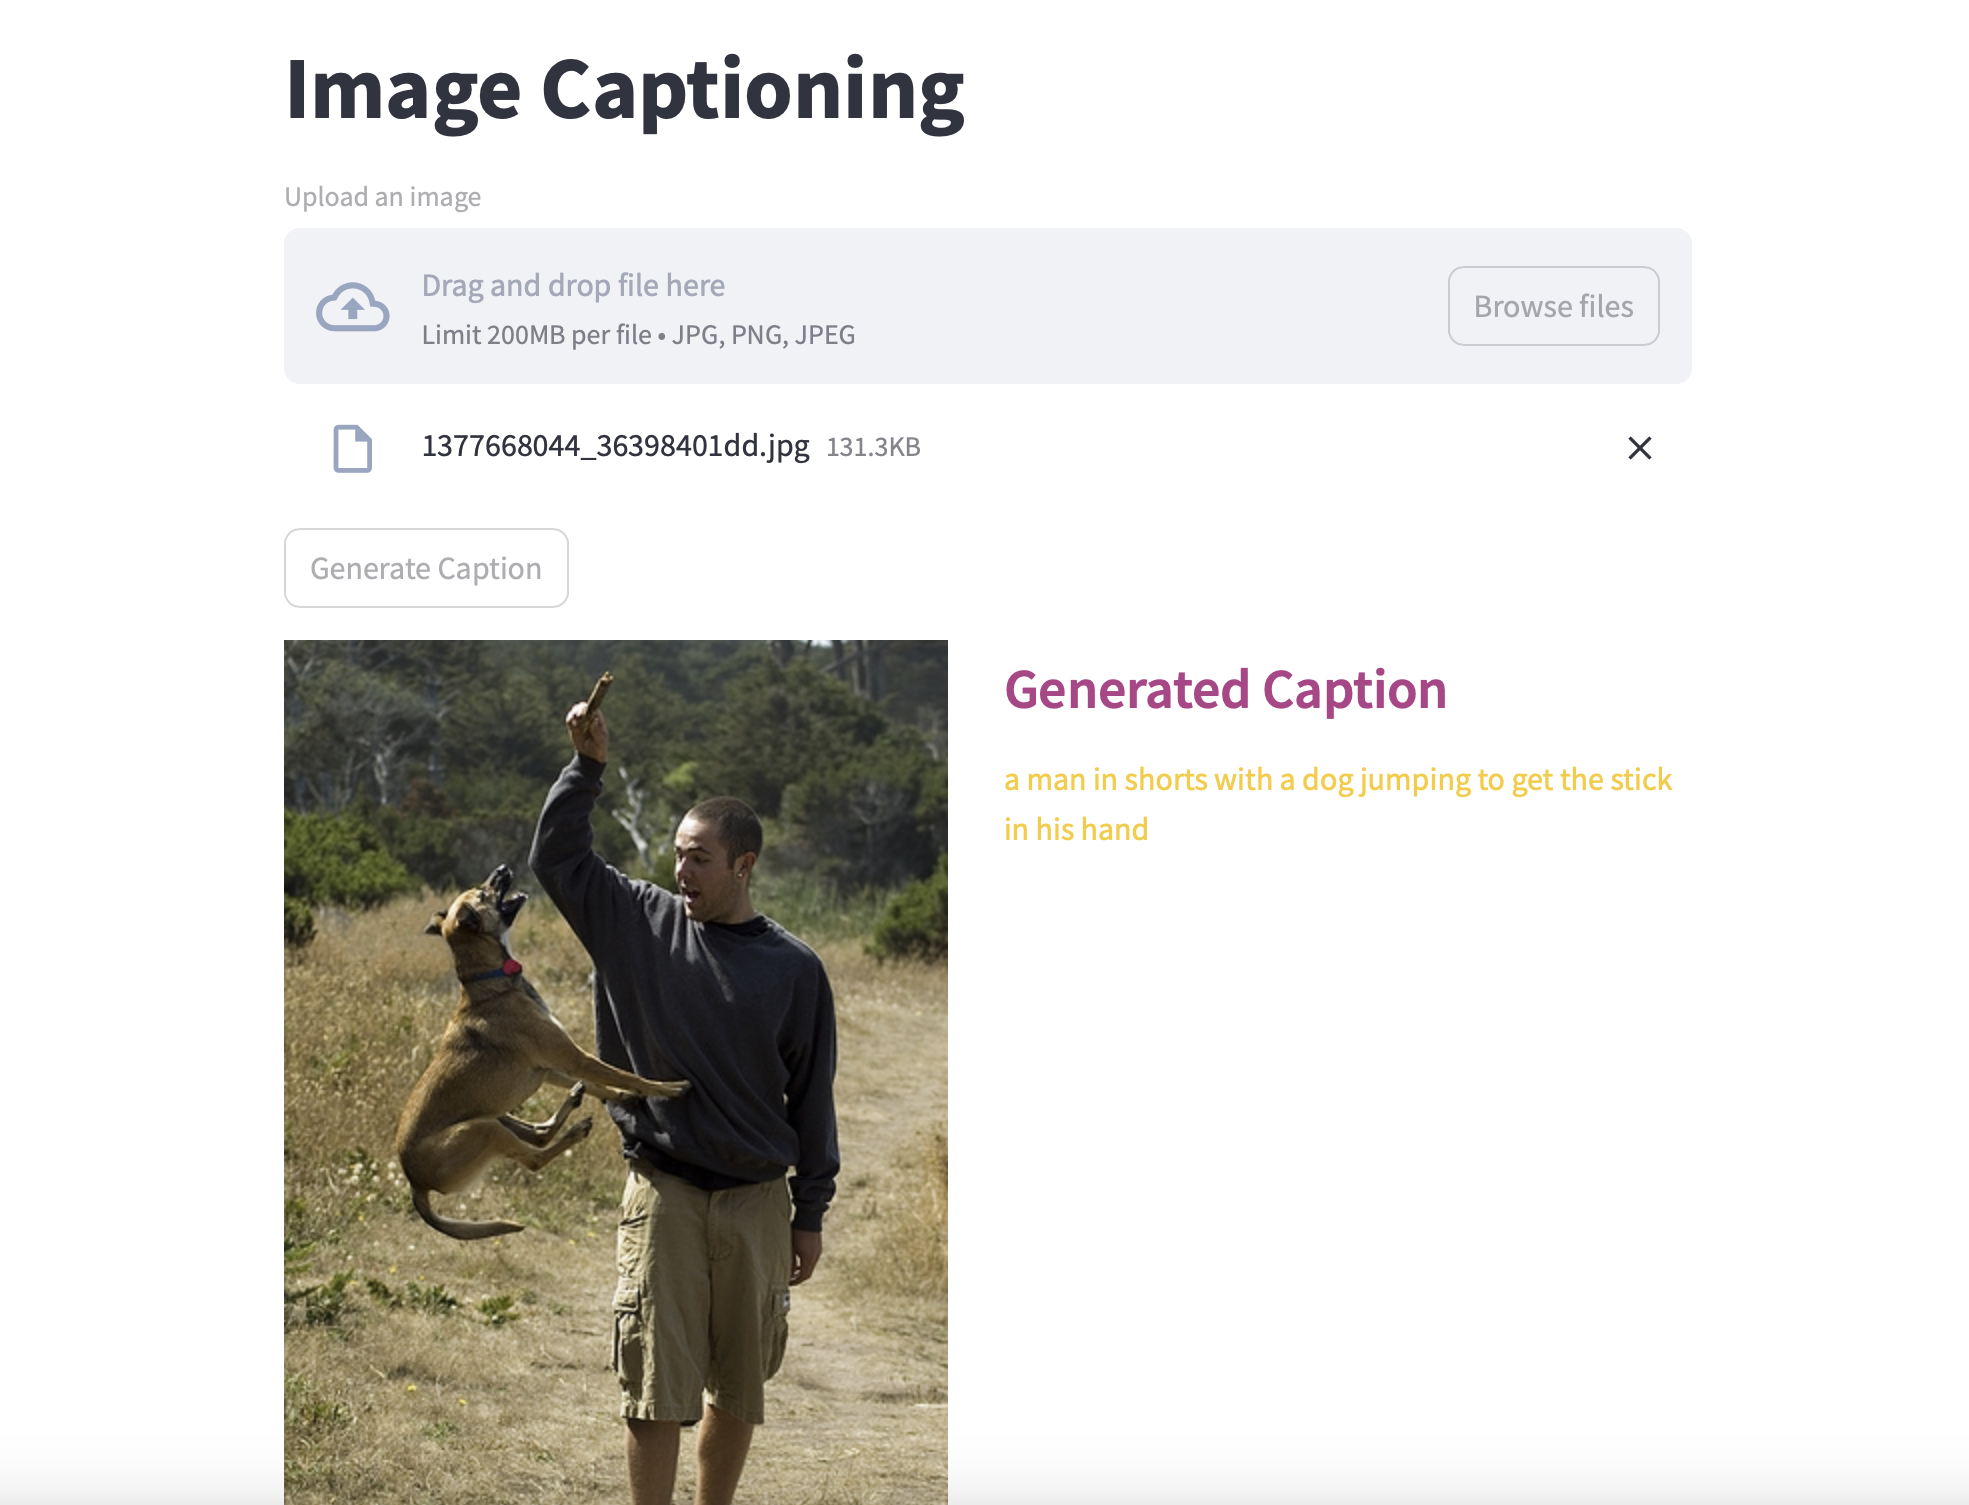 Image Captioning
Upload an image
Drag and drop file here
Limit 200MB per file • JPG, PNG, JPEG
Browse files
1377668044_36398401dd.jpg 131.3KB
Generate Caption
Generated Caption
a man in shorts with a dog jumping to get the stick
in his hand